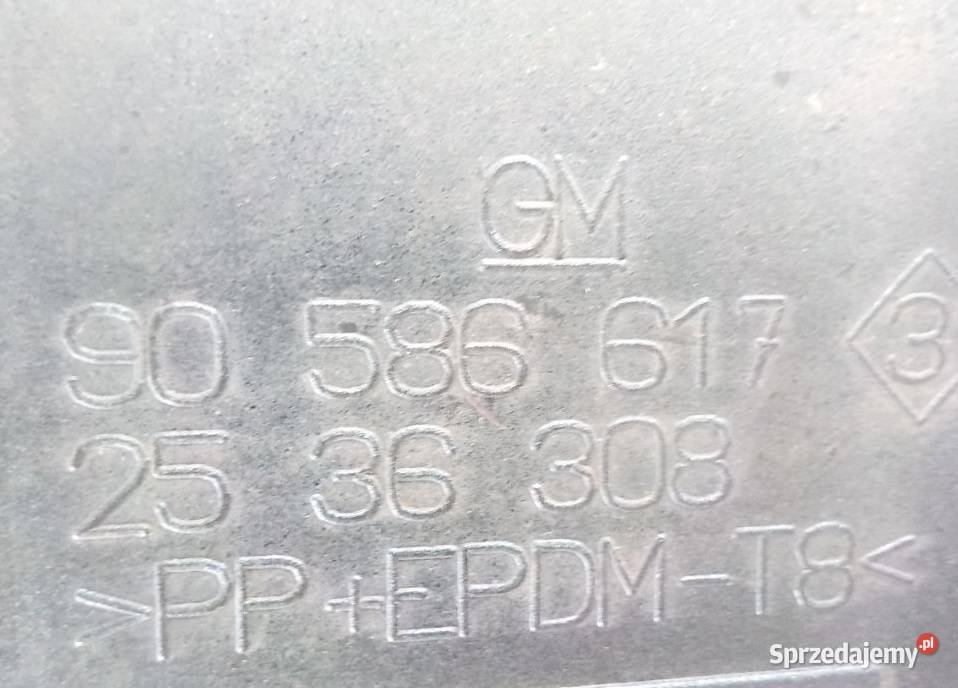 GM
90 586 617 3
25 36 308
>PP+EPDM-T8<
Sprzedajemy.pl